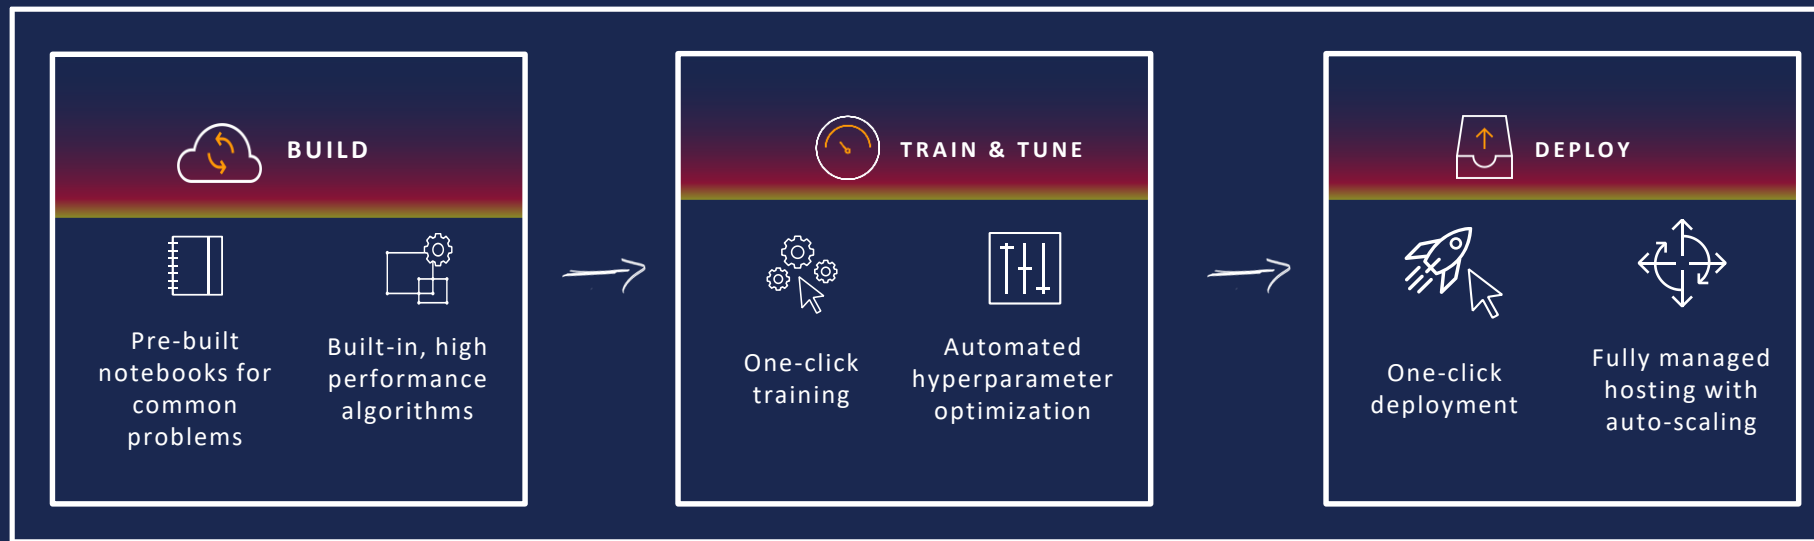 BUILD
Pre-built
notebooks for
common
problems
Built-in, high
performance
algorithms
TRAIN & TUNE
One-click
training
Automated
hyperparameter
optimization
DEPLOY
One-click
deployment
Fully managed
hosting with
auto-scaling